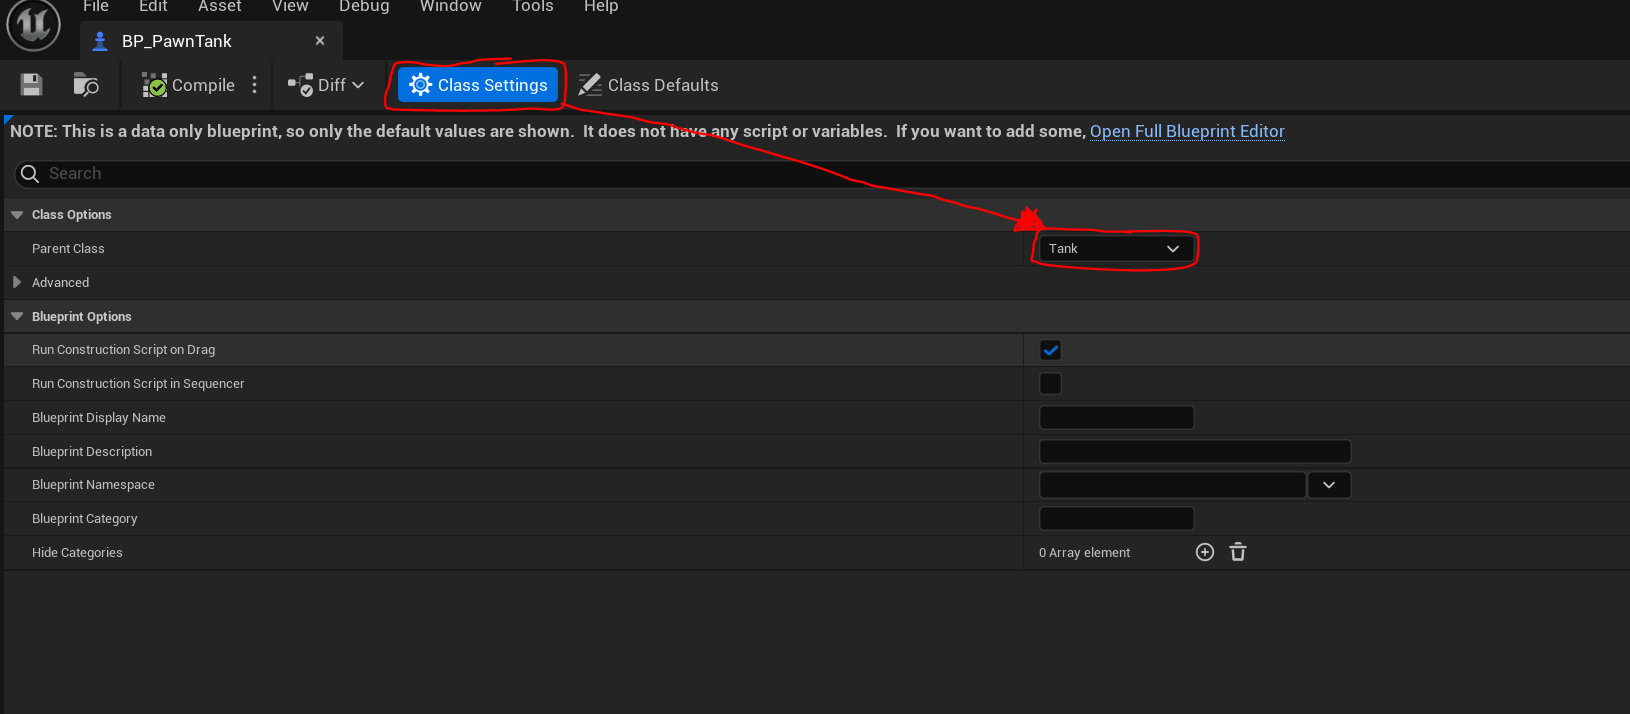 File Edit Asset View Debug Window Tools Help
BP_PawnTank
Compile Diff Class Settings Class Defaults
NOTE: This is a data only blueprint, so only the default values are shown.  It does not have any script or variables.  If you want to add some, Open Full Blueprint Editor
Search
Class Options
Parent Class Tank
Advanced
Blueprint Options
Run Construction Script on Drag
Run Construction Script in Sequencer
Blueprint Display Name
Blueprint Description
Blueprint Namespace
Blueprint Category
Hide Categories 0 Array element